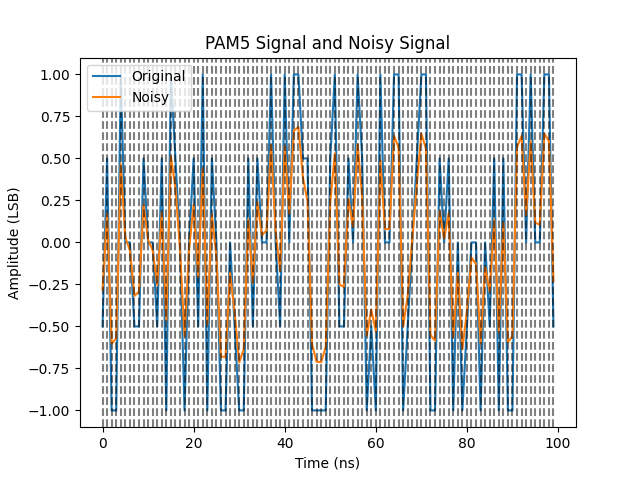 PAM5 Signal and Noisy Signal
Original
Noisy
1.00
0.75
0.50
0.25
0.00
−0.25
−0.50
−0.75
−1.00
Amplitude (LSB)
0 20 40 60 80 100
Time (ns)